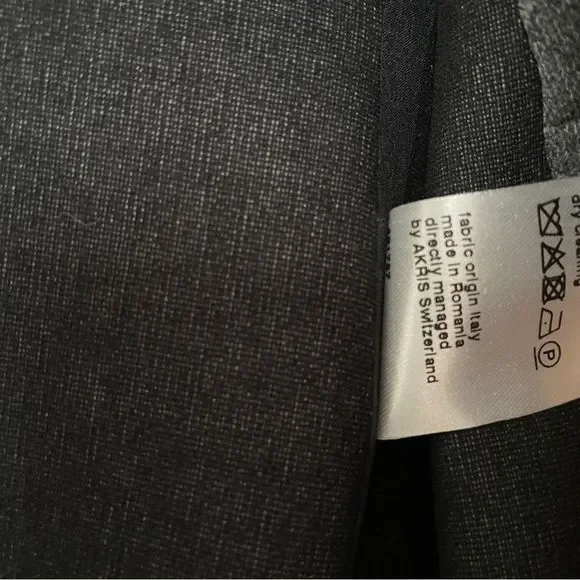 dry cleaning
P
fabric origin Italy
made in Romania
directly managed
by AKRIS Switzerland